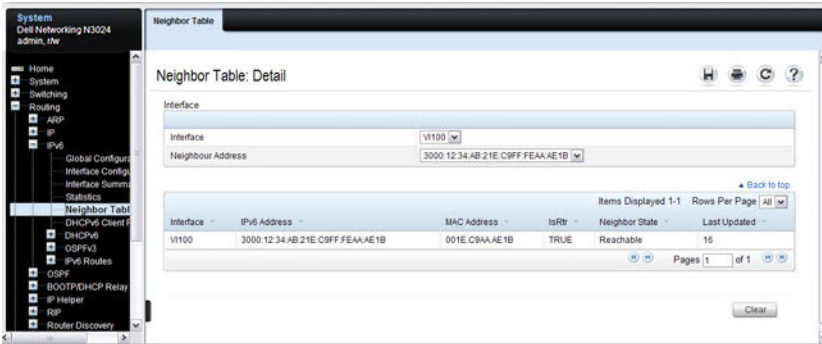 System
Dell Networking N3024
admin, r/w
Home
System
Switching
Routing
ARP
IP
IPv6
Global Configura
Interface Configu
Interface Summa
Statistics
Neighbor Tabl
DHCPv6 Client F
DHCPv6
OSPFv3
IPv6 Routes
OSPF
BOOTP/DHCP Relay
IP Helper
RIP
Router Discovery
Neighbor Table
Neighbor Table: Detail
Interface
Interface Vl100
Neighbour Address 3000:12:34:AB:21E:C9FF:FEAA:AE1B
Back to top
Items Displayed 1-1 Rows Per Page All
Interface IPv6 Address MAC Address IsRtr Neighbor State Last Updated
Vl100 3000:12:34:AB:21E:C9FF:FEAA:AE1B 001E.C9AA.AE1B TRUE Reachable 16
Pages 1 of 1
Clear